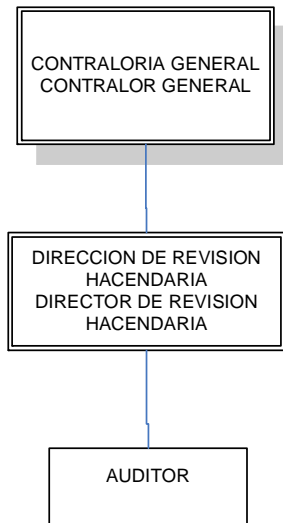 CONTRALORIA GENERAL
CONTRALOR GENERAL
DIRECCION DE REVISION
HACENDARIA
DIRECTOR DE REVISION
HACENDARIA
AUDITOR